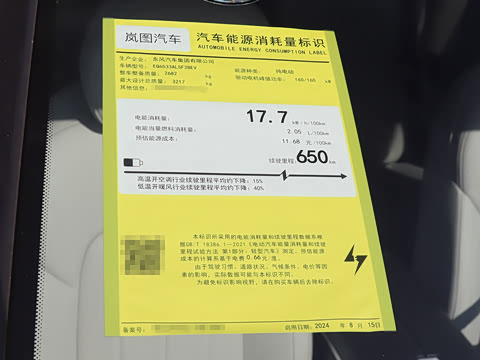 岚图汽车 汽车能源消耗量标识
AUTOMOBILE ENERGY CONSUMPTION LABEL
生产企业: 东风汽车集团有限公司
车辆型号: EQ6533ALSF3BEV
整车整备质量: 2682 kg 能源种类: 纯电动
最大设计总质量: 3217 kg 驱动电机峰值功率: 160/160 kW
其他信息:
电能消耗量: 17.7 kW·h/100km
电能当量燃料消耗量: 2.05 L/100km
预估能源成本: 11.68 元/100km
续驶里程 650 km
高温开空调行业续驶里程平均约下降: 15%
低温开暖风行业续驶里程平均约下降: 40%
本标识所采用的电能消耗量和续驶里程数据系根
据GB/T 18386.1—2021《电动汽车能量消耗量和续驶
里程试验方法 第1部分: 轻型汽车》测定。预估能源
成本的计算系基于电费 0.66元/度。
由于驾驶习惯、道路状况、气候条件、电价等因
素的影响，实际数据可能与本标识不同。
为避免标识影响视野，请在购买车辆后去除标识。
备案号:
启用日期: 2024 年 8 月 15日